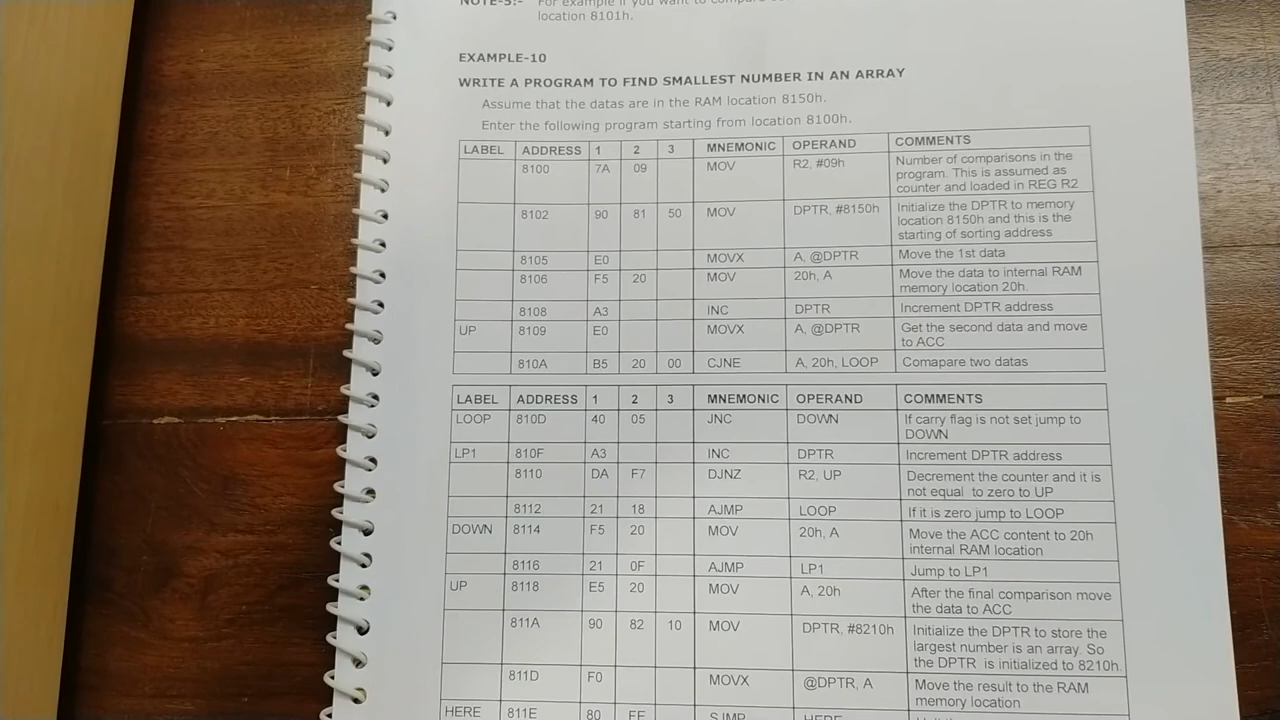 NOTE-5:- For example if you want to
location 8101h.
EXAMPLE-10
WRITE A PROGRAM TO FIND SMALLEST NUMBER IN AN ARRAY
Assume that the datas are in the RAM location 8150h.
Enter the following program starting from location 8100h.
LABEL ADDRESS 1 2 3 MNEMONIC OPERAND COMMENTS
8100 7A 09 MOV R2, #09h Number of comparisons in the
program. This is assumed as
counter and loaded in REG R2
8102 90 81 50 MOV DPTR, #8150h Initialize the DPTR to memory
location 8150h and this is the
starting of sorting address
8105 E0 MOVX A, @DPTR Move the 1st data
8106 F5 20 MOV 20h, A Move the data to internal RAM
memory location 20h.
8108 A3 INC DPTR Increment DPTR address
UP 8109 E0 MOVX A, @DPTR Get the second data and move
to ACC
810A B5 20 00 CJNE A, 20h, LOOP Comapare two datas
LABEL ADDRESS 1 2 3 MNEMONIC OPERAND COMMENTS
LOOP 810D 40 05 JNC DOWN If carry flag is not set jump to
DOWN
LP1 810F A3 INC DPTR Increment DPTR address
8110 DA F7 DJNZ R2, UP Decrement the counter and it is
not equal to zero to UP
8112 21 18 AJMP LOOP If it is zero jump to LOOP
DOWN 8114 F5 20 MOV 20h, A Move the ACC content to 20h
internal RAM location
8116 21 0F AJMP LP1 Jump to LP1
UP 8118 E5 20 MOV A, 20h After the final comparison move
the data to ACC
811A 90 82 10 MOV DPTR, #8210h Initialize the DPTR to store the
largest number is an array. So
the DPTR is initialized to 8210h.
811D F0 MOVX @DPTR, A Move the result to the RAM
memory location
HERE 811E 80 FE SJMP HERE